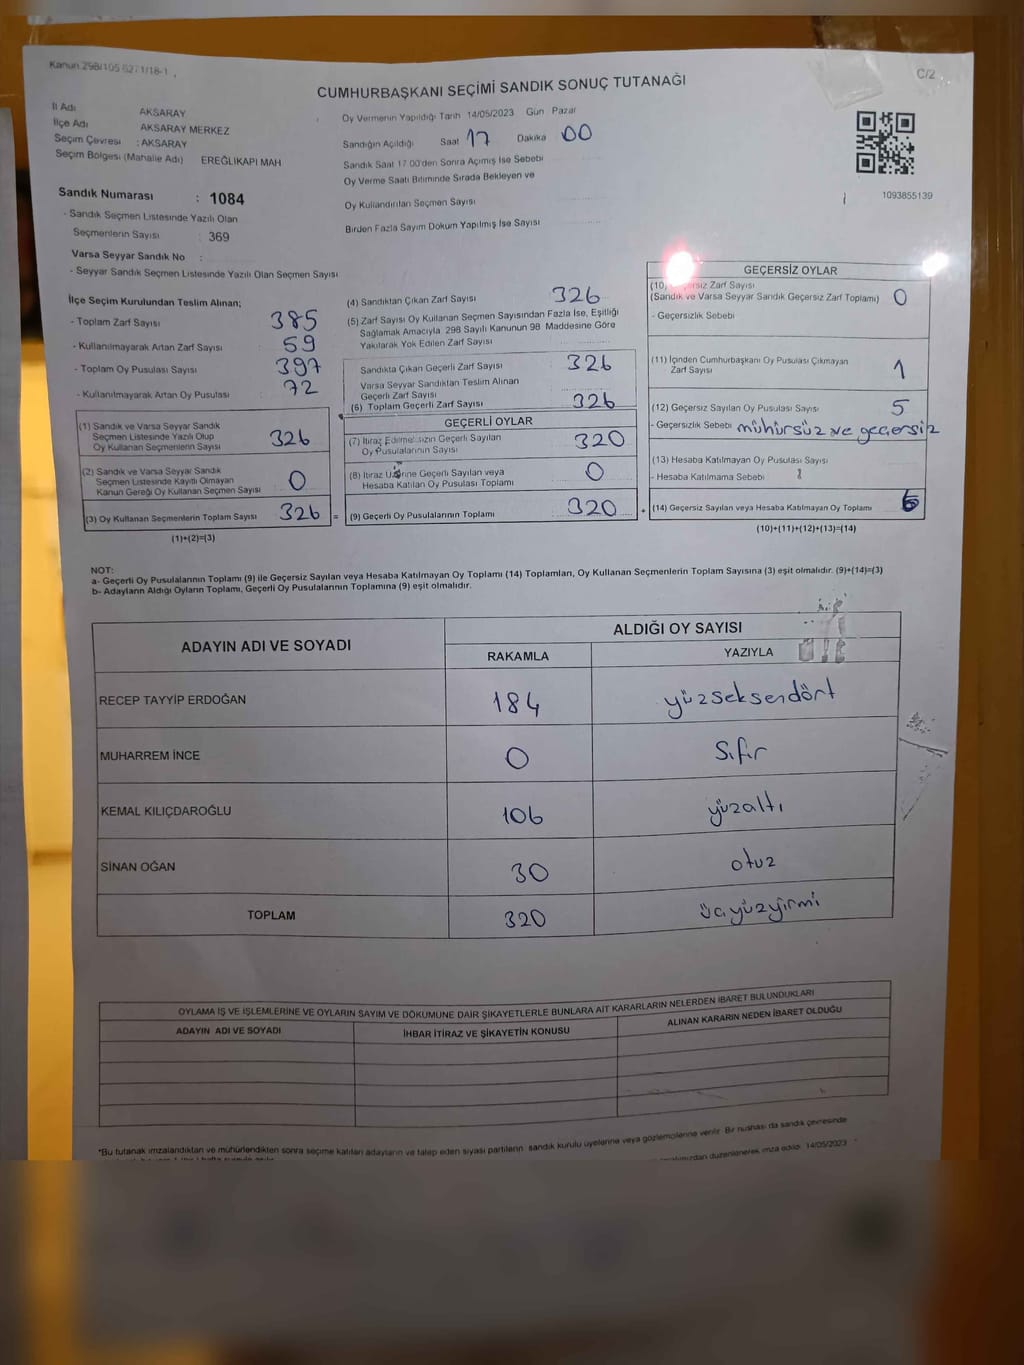 Kanun 298/105 6271/18-1
C/2
CUMHURBAŞKANI SEÇİMİ SANDIK SONUÇ TUTANAĞI
İl Adı AKSARAY
İlçe Adı AKSARAY MERKEZ
Seçim Çevresi : AKSARAY
Seçim Bölgesi (Mahalle Adı) EREĞLIKAPI MAH
Sandık Numarası : 1084
- Sandık Seçmen Listesinde Yazılı Olan
Seçmenlerin Sayısı : 369
Varsa Seyyar Sandık No :
- Seyyar Sandık Seçmen Listesinde Yazılı Olan Seçmen Sayısı
Oy Vermenin Yapıldığı Tarih 14/05/2023 Gün Pazar
Sandığın Açıldığı Saat 17 Dakika 00
Sandık Saat 17.00'den Sonra Açılmış İse Sebebi
Oy Verme Saati Bitiminde Sırada Bekleyen ve
Oy Kullandırılan Seçmen Sayısı
Birden Fazla Sayım Döküm Yapılmış İse Sayısı
1093855139
İlçe Seçim Kurulundan Teslim Alınan;
- Toplam Zarf Sayısı 385
- Kullanılmayarak Artan Zarf Sayısı 59
- Toplam Oy Pusulası Sayısı 397
- Kullanılmayarak Artan Oy Pusulası 72
(1) Sandık ve Varsa Seyyar Sandık
Seçmen Listesinde Yazılı Olup
Oy Kullanan Seçmenlerin Sayısı 326
(2) Sandık ve Varsa Seyyar Sandık
Seçmen Listesinde Kayıtlı Olmayan
Kanun Gereği Oy Kullanan Seçmen Sayısı 0
(3) Oy Kullanan Seçmenlerin Toplam Sayısı 326
(1)+(2)=(3)
(4) Sandıktan Çıkan Zarf Sayısı 326
(5) Zarf Sayısı Oy Kullanan Seçmen Sayısından Fazla İse, Eşitliği
Sağlamak Amacıyla 298 Sayılı Kanunun 98 Maddesine Göre
Yakılarak Yok Edilen Zarf Sayısı
Sandıkta Çıkan Geçerli Zarf Sayısı 326
Varsa Seyyar Sandıktan Teslim Alınan
Geçerli Zarf Sayısı
(6) Toplam Geçerli Zarf Sayısı 326
GEÇERLİ OYLAR
(7) İtiraz Edilmeksizin Geçerli Sayılan
Oy Pusulalarının Sayısı 320
(8) İtiraz Üzerine Geçerli Sayılan veya
Hesaba Katılan Oy Pusulası Toplamı 0
= (9) Geçerli Oy Pusulalarının Toplamı 320 +
GEÇERSİZ OYLAR
(10) Zarf Sayısı
(Sandık ve Varsa Seyyar Sandık Geçersiz Zarf Toplamı) 0
- Geçersizlik Sebebi
(11) İçinden Cumhurbaşkanı Oy Pusulası Çıkmayan
Zarf Sayısı 1
(12) Geçersiz Sayılan Oy Pusulası Sayısı 5
- Geçersizlik Sebebi mühürsüz ve geçersiz
(13) Hesaba Katılmayan Oy Pusulası Sayısı
- Hesaba Katılmama Sebebi
(14) Geçersiz Sayılan veya Hesaba Katılmayan Oy Toplamı 6
(10)+(11)+(12)+(13)=(14)
NOT:
a- Geçerli Oy Pusulalarının Toplamı (9) ile Geçersiz Sayılan veya Hesaba Katılmayan Oy Toplamı (14) Toplamları, Oy Kullanan Seçmenlerin Toplam Sayısına (3) eşit olmalıdır. (9)+(14)=(3)
b- Adayların Aldığı Oyların Toplamı, Geçerli Oy Pusulalarının Toplamına (9) eşit olmalıdır.
ADAYIN ADI VE SOYADI
ALDIĞI OY SAYISI
RAKAMLA YAZIYLA
RECEP TAYYİP ERDOĞAN 184 yüzseksendört
MUHARREM İNCE 0 Sıfır
KEMAL KILIÇDAROĞLU 106 yüzaltı
SİNAN OĞAN 30 otuz
TOPLAM 320 üçyüzyirmi
OYLAMA İŞ VE İŞLEMLERİNE VE OYLARIN SAYIM VE DÖKÜMÜNE DAİR ŞİKAYETLERLE BUNLARA AİT KARARLARIN NELERDEN İBARET BULUNDUKLARI
ADAYIN ADI VE SOYADI İHBAR İTİRAZ VE ŞİKAYETİN KONUSU ALINAN KARARIN NEDEN İBARET OLDUĞU
*Bu tutanak imzalandıktan ve mühürlendikten sonra seçime katılan adayların ve talep eden siyasi partilerin sandık kurulu üyelerine veya gözlemcilerine verilir. Bir nüshası da sandık çevresinde
düzenlenerek imza edildi 14/05/2023